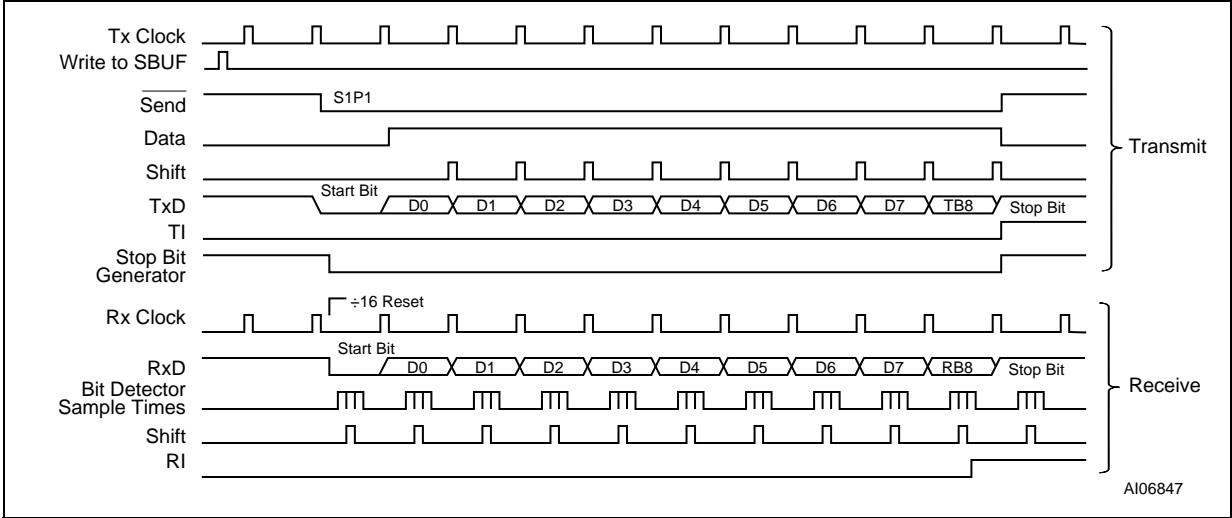 Tx Clock
Write to SBUF
Send
S1P1
Data
Transmit
Shift
Start Bit
TxD
D0 D1 D2 D3 D4 D5 D6 D7 TB8 Stop Bit
TI
Stop Bit
Generator
÷16 Reset
Rx Clock
Start Bit
RxD
D0 D1 D2 D3 D4 D5 D6 D7 RB8 Stop Bit
Bit Detector
Sample Times
Receive
Shift
RI
AI06847